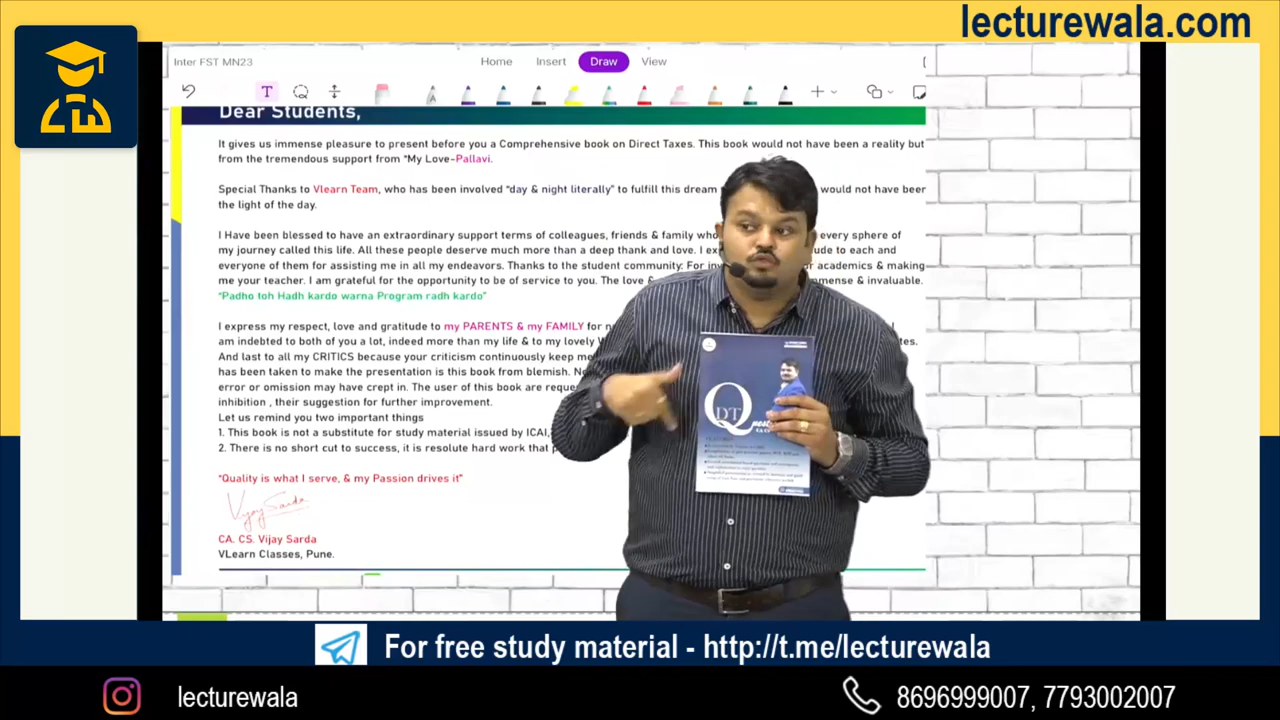 lecturewala.com
Inter FST MN23
Home Insert Draw View
Dear Students,
It gives us immense pleasure to present before you a Comprehensive book on Direct Taxes. This book would not have been a reality but
from the tremendous support from "My Love-Pallavi.
Special Thanks to Vlearn Team, who has been involved "day & night literally" to fulfill this dream would not have been
the light of the day.
I Have been blessed to have an extraordinary support terms of colleagues, friends & family who every sphere of
my journey called this life. All these people deserve much more than a deep thank and love. I to each and
everyone of them for assisting me in all my endeavors. Thanks to the student community: For academics & making
me your teacher. I am grateful for the opportunity to be of service to you. The love & invaluable.
"Padho toh Hadh kardo warna Program radh kardo"
I express my respect, love and gratitude to my PARENTS & my FAMILY for
am indebted to both of you a lot, indeed more than my life & to my lovely
And last to all my CRITICS because your criticism continuously keep
has been taken to make the presentation is this book from blemish.
error or omission may have crept in. The user of this book are
inhibition , their suggestion for further improvement.
Let us remind you two important things
1. This book is not a substitute for study material issued by ICAI,
2. There is no short cut to success, it is resolute hard work that
"Quality is what I serve, & my Passion drives it"
Vijay Sarda
CA. CS. Vijay Sarda
VLearn Classes, Pune.
DT
For free study material - http://t.me/lecturewala
lecturewala
8696999007, 7793002007